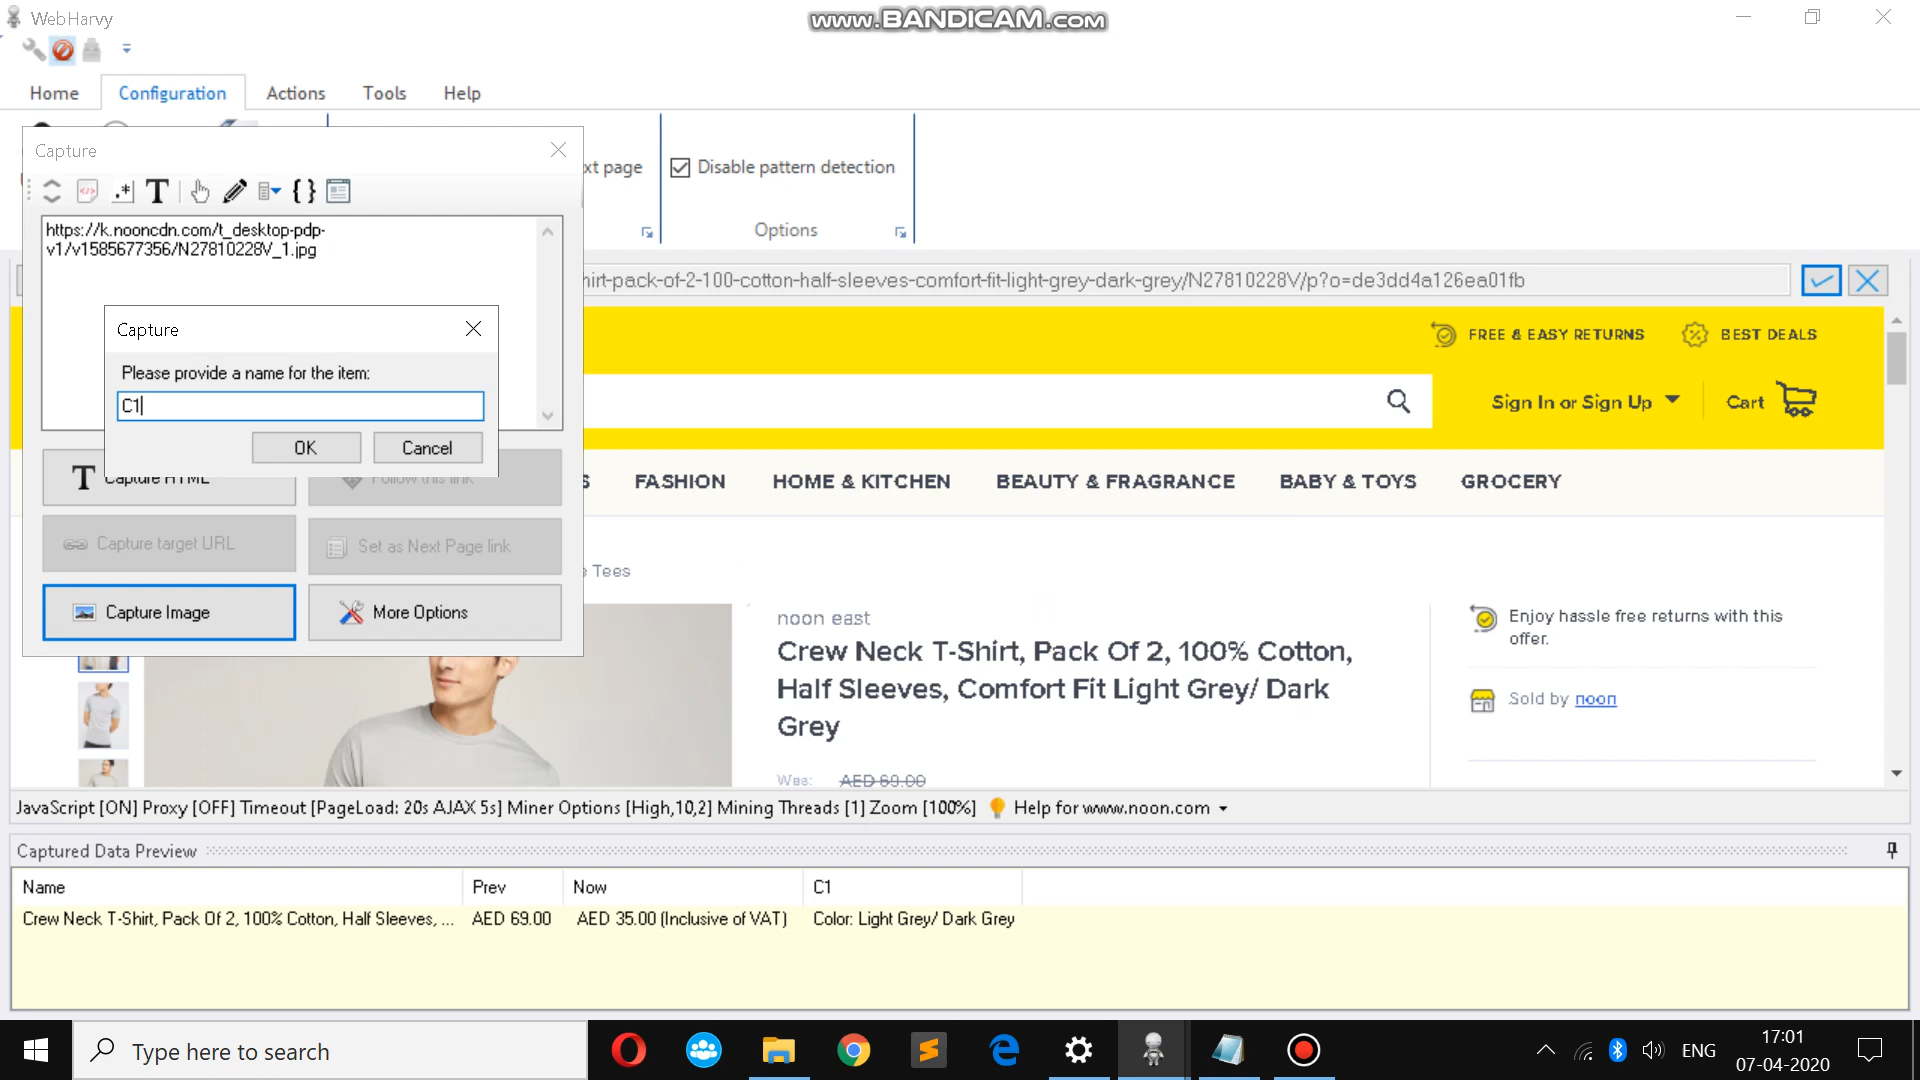 WebHarvy
www.BANDICAM.com
Home
Configuration
Actions
Tools
Help
Capture
xt page
Disable pattern detection
Options
https://k.nooncdn.com/t_desktop-pdp-
v1/v1585677356/N27810228V_1.jpg
irt-pack-of-2-100-cotton-half-sleeves-comfort-fit-light-grey-dark-grey/N27810228V/p?o=de3dd4a126ea01fb
Capture
Please provide a name for the item:
C1
OK
Cancel
Capture HTML
Follow this link
Capture target URL
Set as Next Page link
Capture Image
More Options
FREE & EASY RETURNS
BEST DEALS
Sign In or Sign Up
Cart
S
FASHION
HOME & KITCHEN
BEAUTY & FRAGRANCE
BABY & TOYS
GROCERY
Tees
noon east
Crew Neck T-Shirt, Pack Of 2, 100% Cotton,
Half Sleeves, Comfort Fit Light Grey/ Dark
Grey
Was: AED 69.00
Enjoy hassle free returns with this
offer.
Sold by noon
JavaScript [ON] Proxy [OFF] Timeout [PageLoad: 20s AJAX 5s] Miner Options [High,10,2] Mining Threads [1] Zoom [100%] Help for www.noon.com
Captured Data Preview
Name Prev Now C1
Crew Neck T-Shirt, Pack Of 2, 100% Cotton, Half Sleeves, ... AED 69.00 AED 35.00 (Inclusive of VAT) Color: Light Grey/ Dark Grey
Type here to search
ENG
17:01
07-04-2020